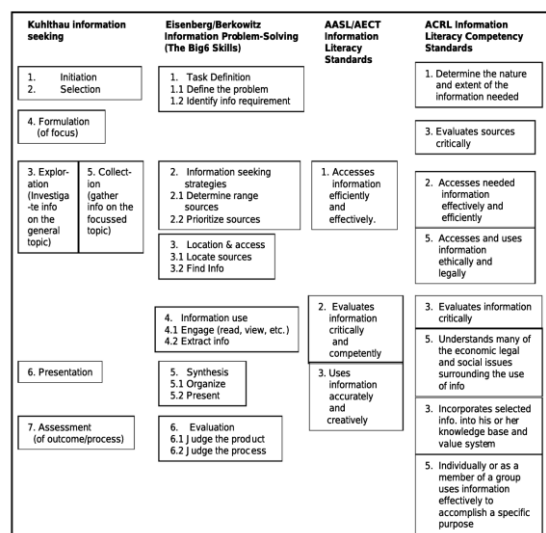 Kuhlthau information
seeking
Eisenberg/Berkowitz
Information Problem-Solving
(The Big6 Skills)
AASL/AECT
Information
Literacy
Standards
ACRL Information
Literacy Competency
Standards
1. Initiation
2. Selection
4. Formulation
(of focus)
3. Explor-
ation
(Investiga
-te info
on the
general
topic)
5. Collect-
ion
(gather
info on the
focussed
topic).
6. Presentation
7. Assessment
(of outcome/process)
1. Task Definition
1.1 Define the problem
1.2 Identify info requirement
2. Information seeking
strategies
2.1 Determine range
sources
2.2 Prioritize sources
3. Location & access
3.1 Locate sources
3.2 Find Info
4. Information use
4.1 Engage (read, view, etc.)
4.2 Extract info
5. Synthesis
5.1 Organize
5.2 Present
6. Evaluation
6.1 Judge the product
6.2 Judge the process
1. Accesses
information
efficiently
and
effectively.
2. Evaluates
information
critically
and
competently
3. Uses
information
accurately
and
creatively
1. Determine the nature
and extent of the
information needed
3. Evaluates sources
critically
2. Accesses needed
information
effectively and
efficiently
5. Accesses and uses
information
ethically and
legally
3. Evaluates information
critically
5. Understands many of
the economic legal
and social issues
surrounding the use
of info
3. Incorporates selected
info. into his or her
knowledge base and
value system
5. Individually or as a
member of a group
uses information
effectively to
accomplish a specific
purpose